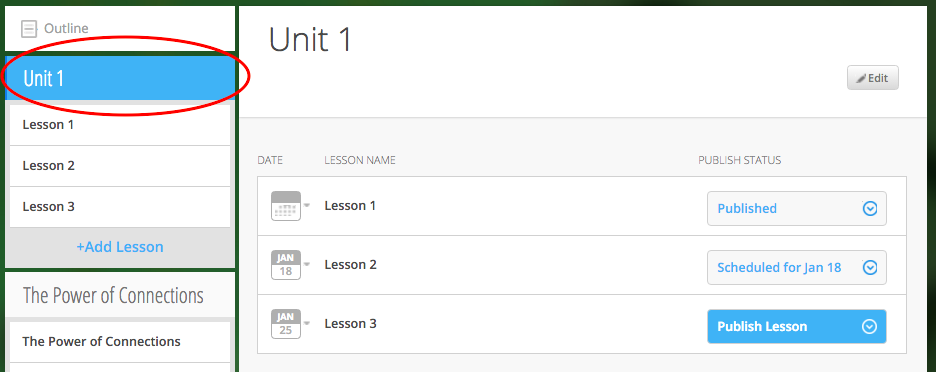 Outline
Unit 1
Lesson 1
Lesson 2
Lesson 3
+Add Lesson
The Power of Connections
The Power of Connections
Unit 1
Edit
DATE LESSON NAME PUBLISH STATUS
Lesson 1 Published
JAN 18 Lesson 2 Scheduled for Jan 18
JAN 25 Lesson 3 Publish Lesson